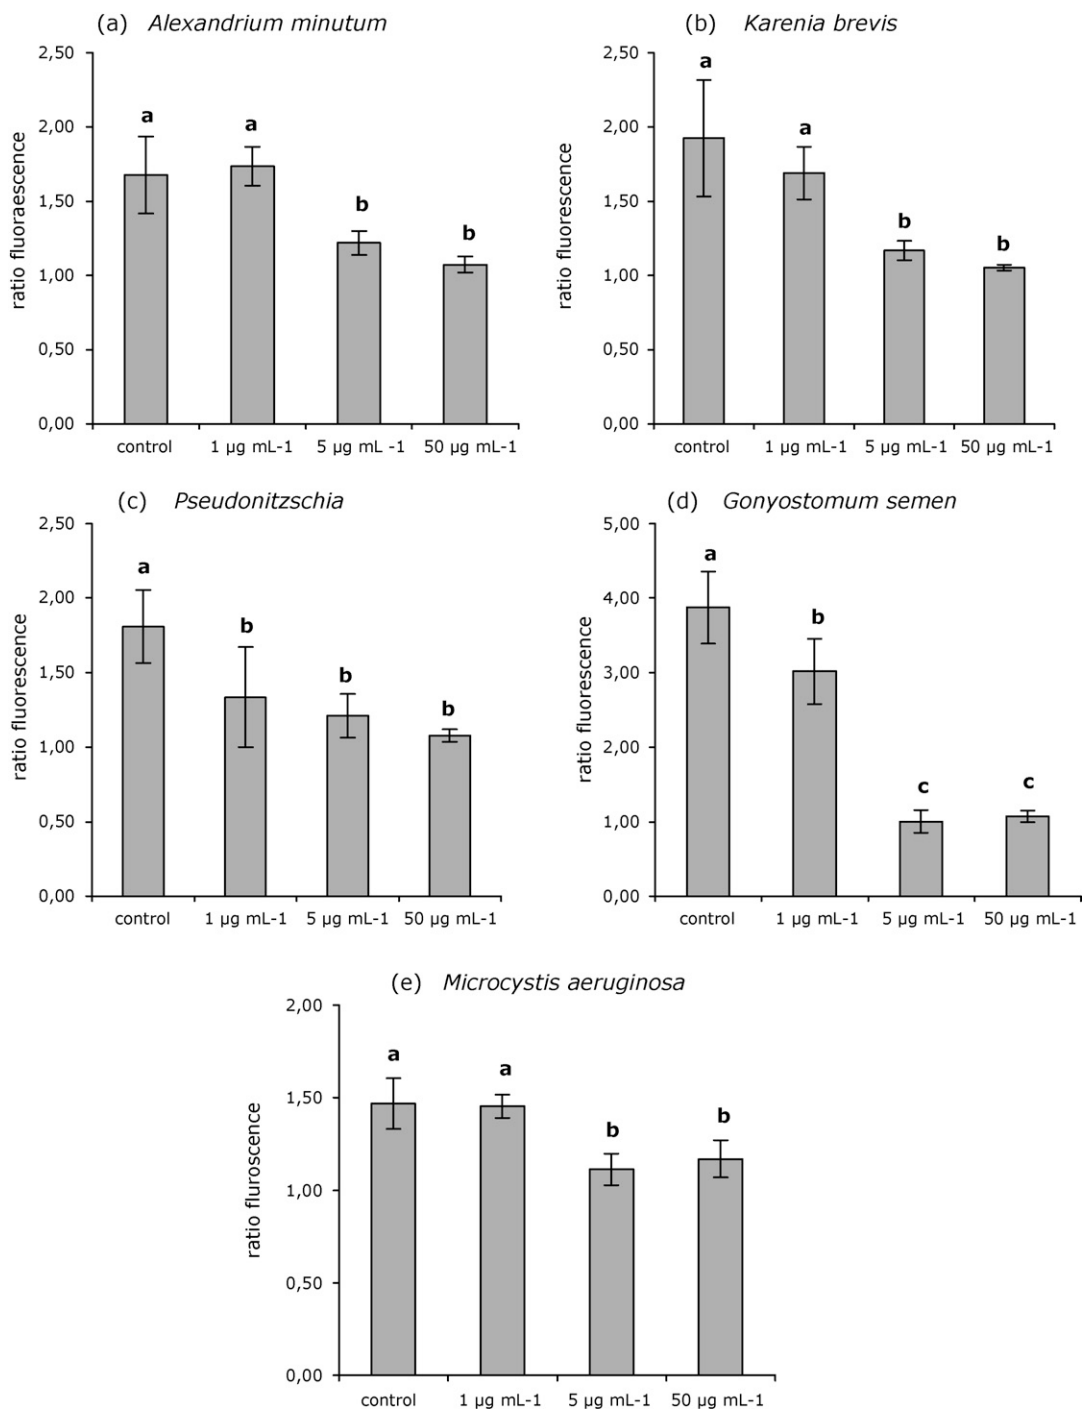 (a) Alexandrium minutum
2,50
2,00
1,50
1,00
0,50
0,00
ratio fluoraescence
a
a
b
b
control 1 µg mL-1 5 µg mL -1 50 µg mL-1
(b) Karenia brevis
2,50
2,00
1,50
1,00
0,50
0,00
ratio fluorescence
a
a
b
b
control 1 µg mL-1 5 µg mL-1 50 µg mL-1
(c) Pseudonitzschia
2,50
2,00
1,50
1,00
0,50
0,00
ratio fluorescence
a
b
b
b
control 1 µg mL-1 5 µg mL-1 50 µg mL-1
(d) Gonyostomum semen
5,00
4,00
3,00
2,00
1,00
0,00
ratio fluorescence
a
b
c
c
control 1 µg mL-1 5 µg mL-1 50 µg mL-1
(e) Microcystis aeruginosa
2,00
1,50
1,00
0,50
0,00
ratio fluroscence
a
a
b
b
control 1 µg mL-1 5 µg mL-1 50 µg mL-1